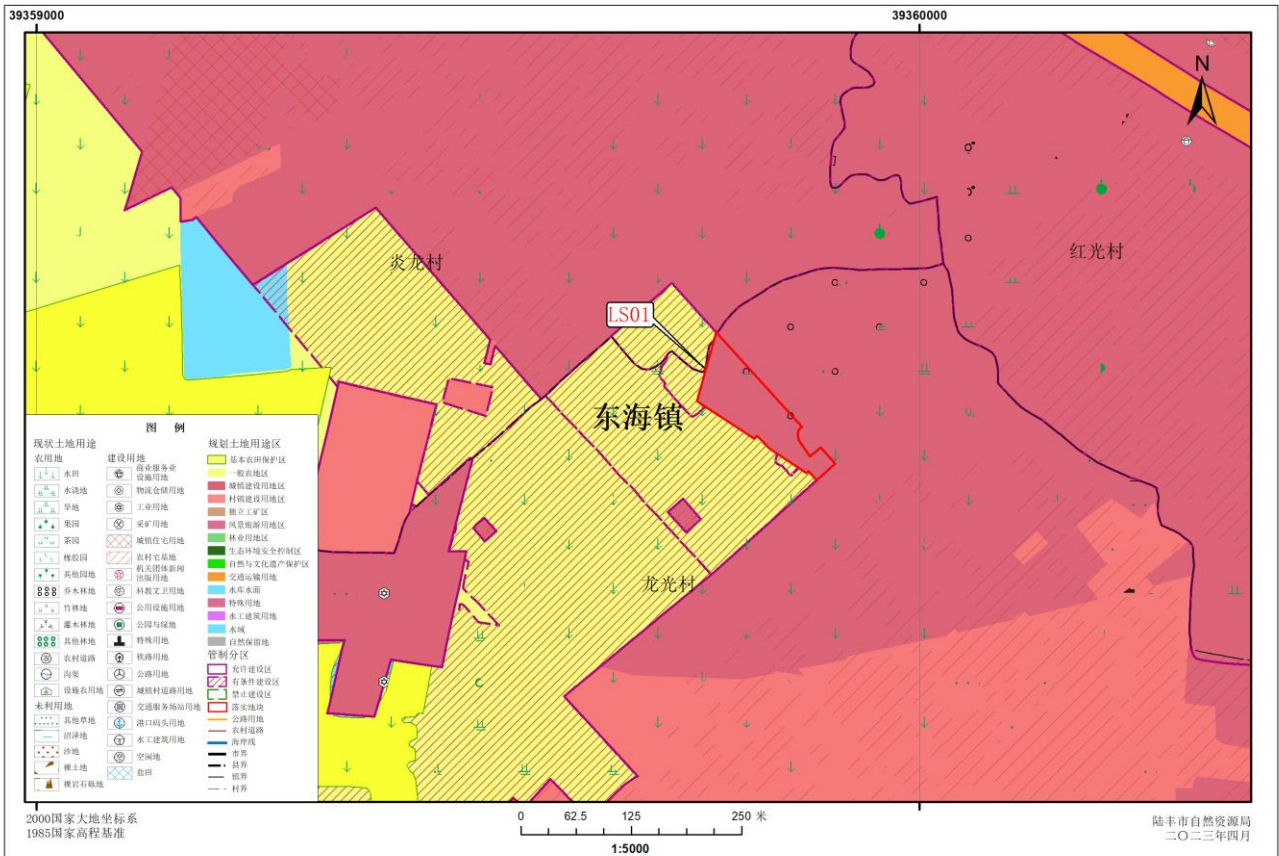 39359000
39360000
N
炎龙村
红光村
LS01
东海镇
龙光村
图 例
现状土地用途
农用地
水田
水浇地
旱地
果园
茶园
橡胶园
其他园地
乔木林地
竹林地
灌木林地
其他林地
农村道路
沟渠
设施农用地
未利用地
其他草地
沼泽地
沙地
裸土地
裸岩石砾地
建设用地
商业服务业
设施用地
物流仓储用地
工业用地
采矿用地
城镇住宅用地
农村宅基地
机关团体新闻
出版用地
科教文卫用地
公用设施用地
公园与绿地
特殊用地
铁路用地
公路用地
城镇村道路用地
交通服务场站用地
港口码头用地
水工建筑用地
空闲地
盐田
规划土地用途区
基本农田保护区
一般农地区
城镇建设用地区
村镇建设用地区
独立工矿区
风景旅游用地区
林业用地区
生态环境安全控制区
自然与文化遗产保护区
交通运输用地
水库水面
特殊用地
水工建筑用地
水域
自然保留地
管制分区
允许建设区
有条件建设区
禁止建设区
落实地块
公路用地
农村道路
海岸线
市界
县界
镇界
村界
2000国家大地坐标系
1985国家高程基准
0 62.5 125 250 米
1:5000
陆丰市自然资源局
二〇二三年四月